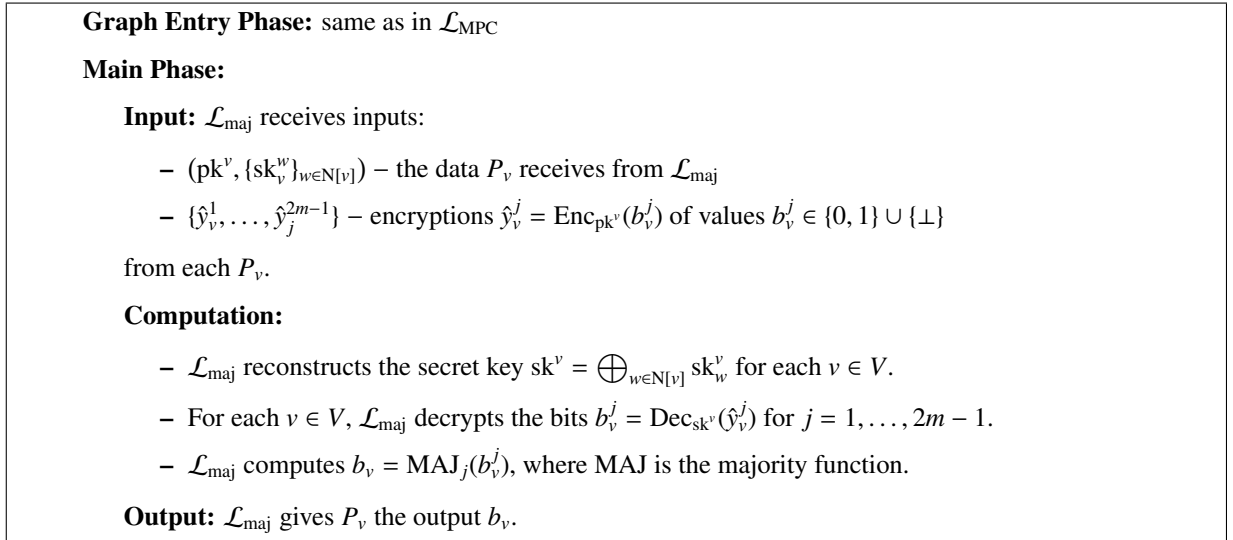 Graph Entry Phase: same as in ℒ_MPC
Main Phase:
Input: ℒ_maj receives inputs:
– (pk^v, {sk_v^w}_{w∈N[v]}) – the data P_v receives from ℒ_maj
– {ŷ_v^1, . . . , ŷ_j^{2m−1}} – encryptions ŷ_v^j = Enc_{pk^v}(b_v^j) of values b_v^j ∈ {0, 1} ∪ {⊥}
from each P_v.
Computation:
– ℒ_maj reconstructs the secret key sk^v = ⊕_{w∈N[v]} sk_w^v for each v ∈ V.
– For each v ∈ V, ℒ_maj decrypts the bits b_v^j = Dec_{sk^v}(ŷ_v^j) for j = 1, . . . , 2m − 1.
– ℒ_maj computes b_v = MAJ_j(b_v^j), where MAJ is the majority function.
Output: ℒ_maj gives P_v the output b_v.